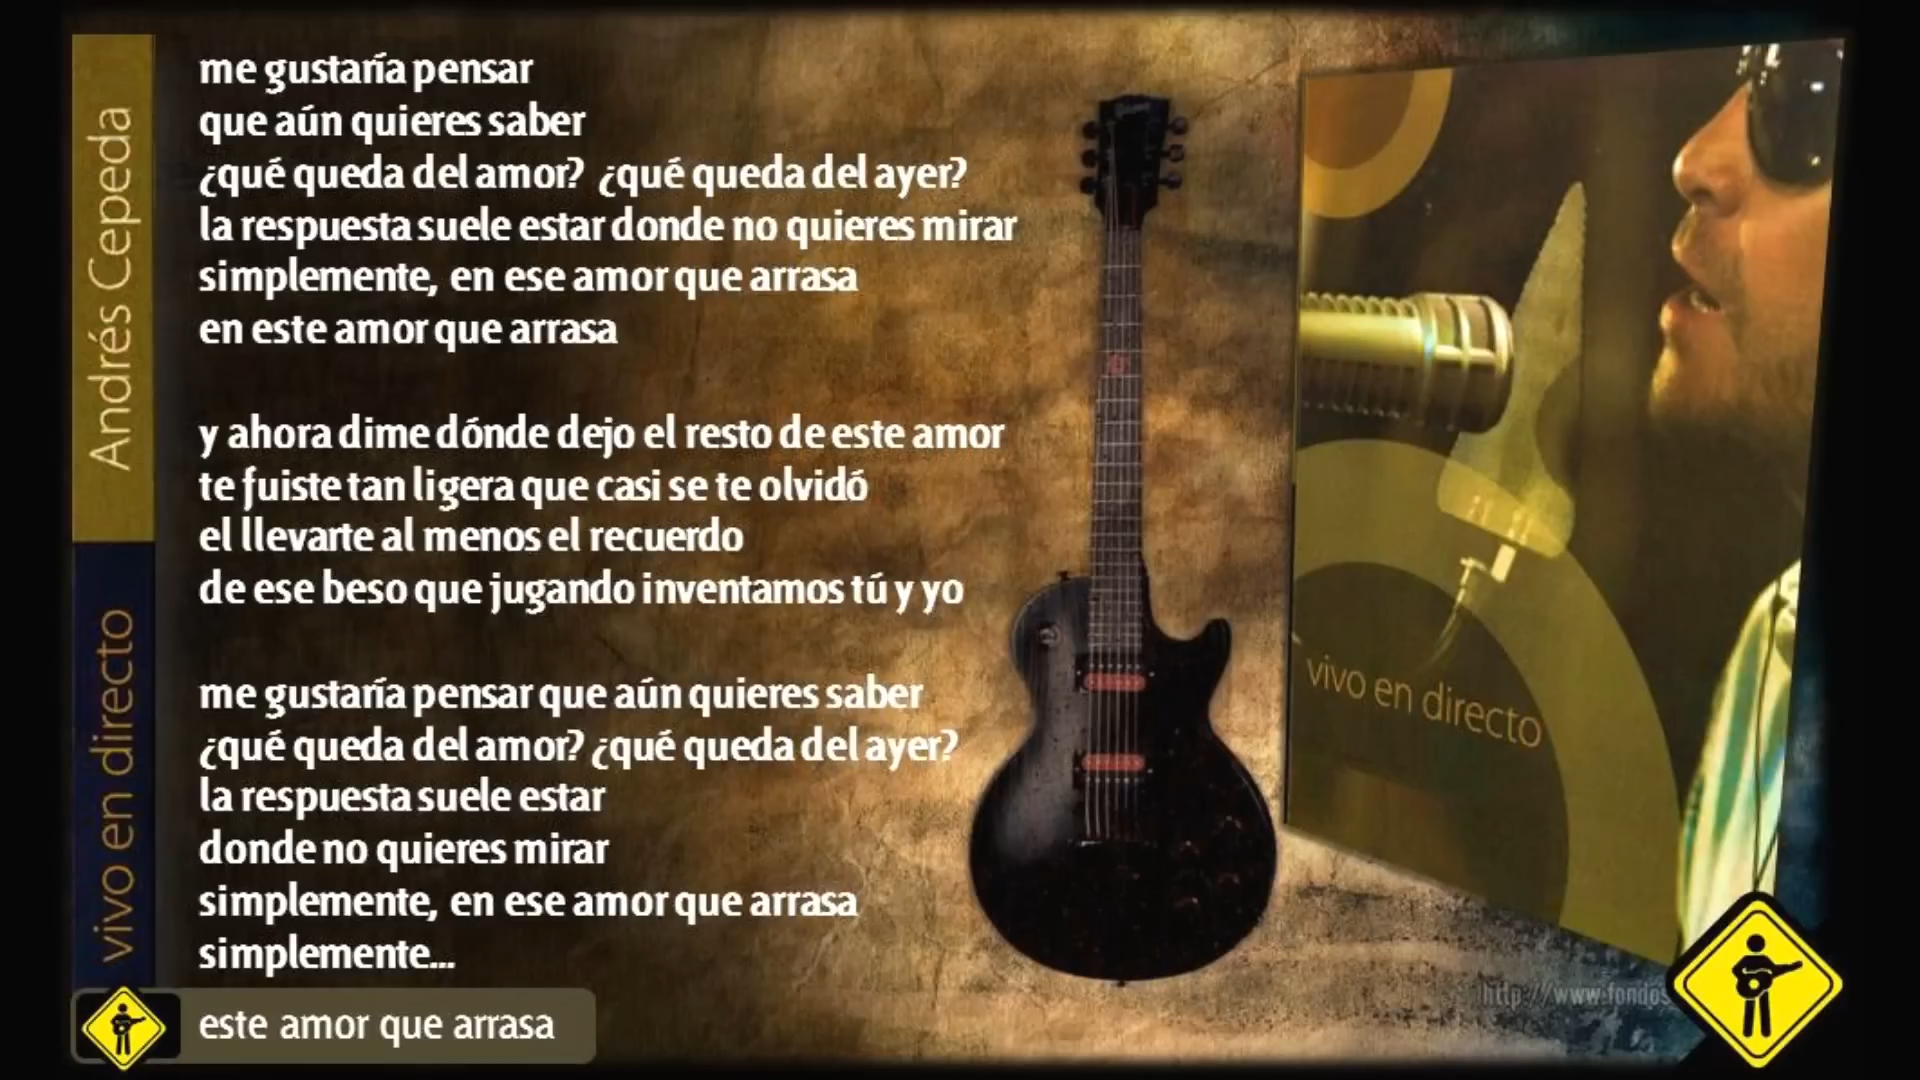 Andrés Cepeda
vivo en directo
me gustaría pensar
que aún quieres saber
¿qué queda del amor? ¿qué queda del ayer?
la respuesta suele estar donde no quieres mirar
simplemente, en ese amor que arrasa
en este amor que arrasa
y ahora dime dónde dejo el resto de este amor
te fuiste tan ligera que casi se te olvidó
el llevarte al menos el recuerdo
de ese beso que jugando inventamos tú y yo
me gustaría pensar que aún quieres saber
¿qué queda del amor? ¿qué queda del ayer?
la respuesta suele estar
donde no quieres mirar
simplemente, en ese amor que arrasa
simplemente...
este amor que arrasa
vivo en directo
http://www.fondos